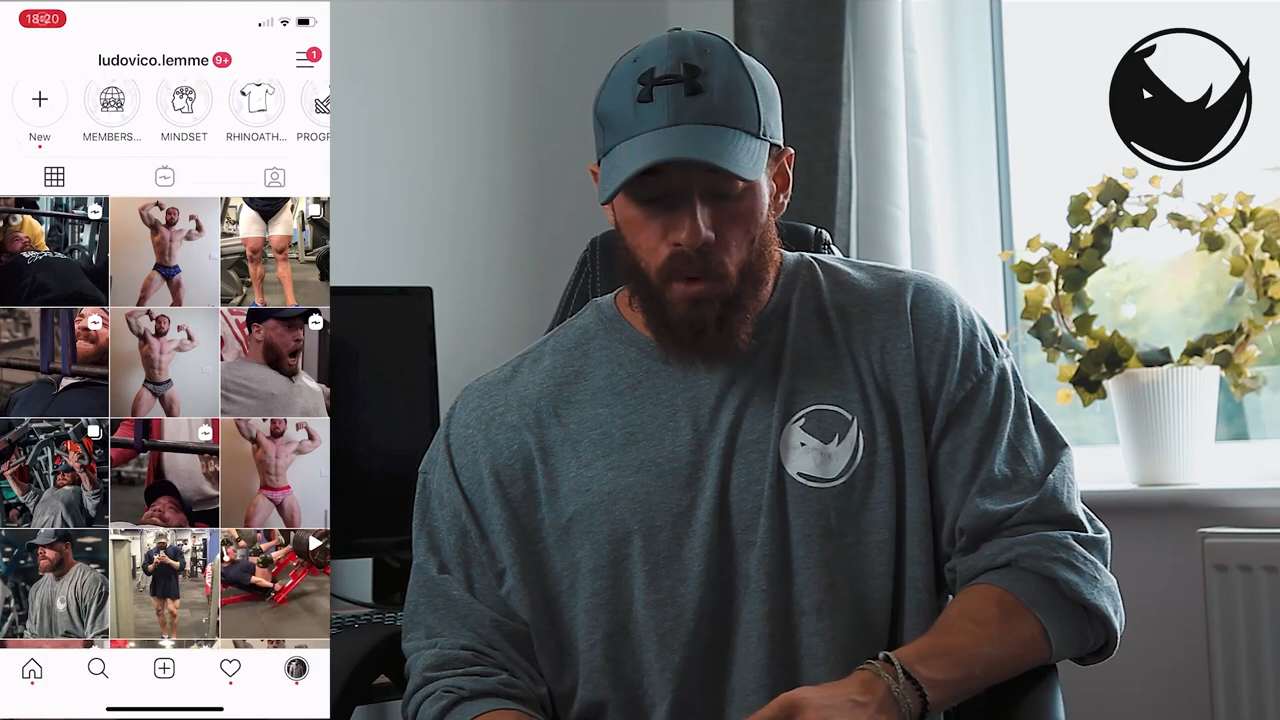 18:20
ludovico.lemme 9+
1
New
MEMBERS...
MINDSET
RHINOATH...
PROGR